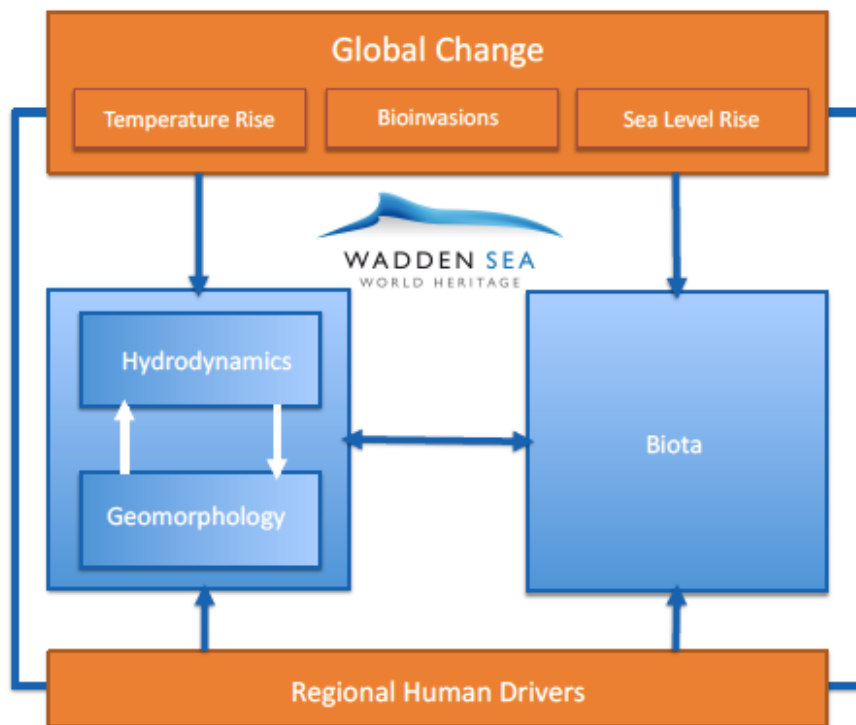 Global Change
Temperature Rise
Bioinvasions
Sea Level Rise
WADDEN SEA
WORLD HERITAGE
Hydrodynamics
Geomorphology
Biota
Regional Human Drivers